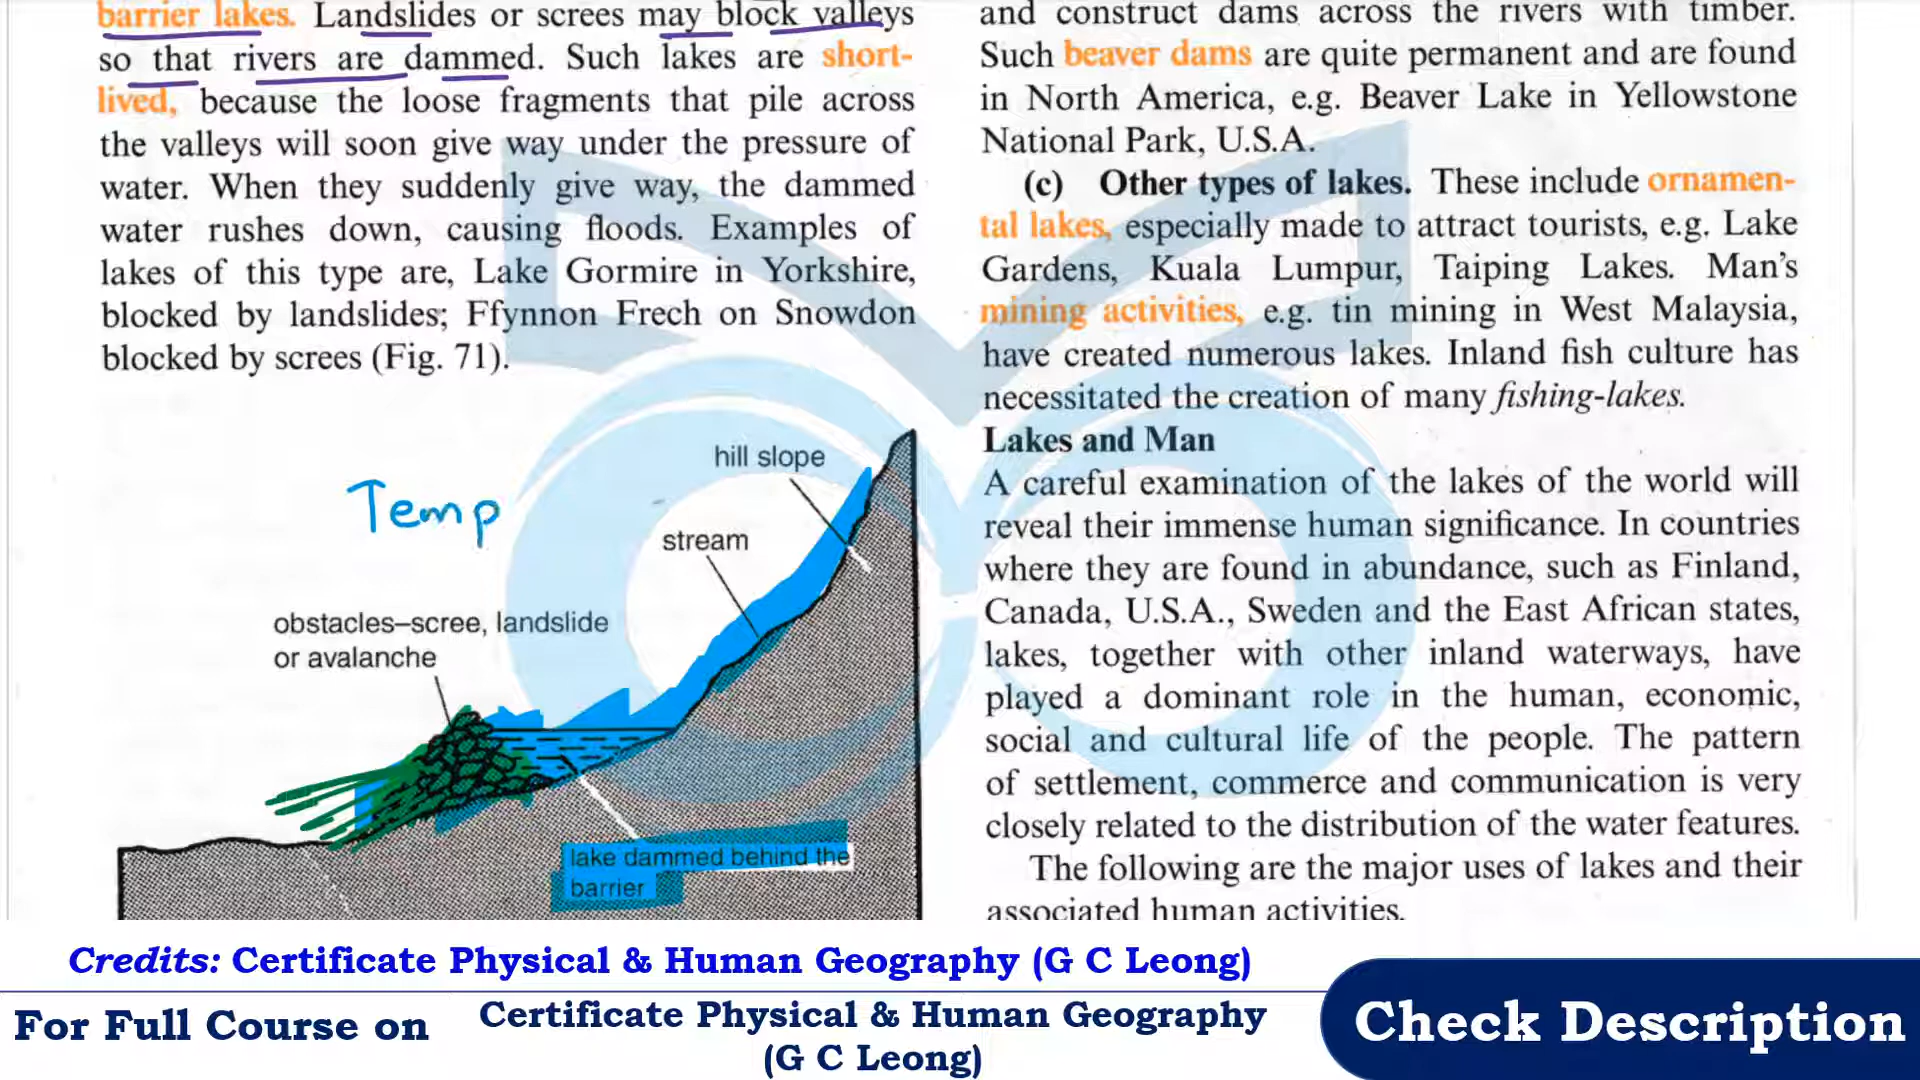 barrier lakes. Landslides or screes may block valleys
so that rivers are dammed. Such lakes are short-
lived, because the loose fragments that pile across
the valleys will soon give way under the pressure of
water. When they suddenly give way, the dammed
water rushes down, causing floods. Examples of
lakes of this type are, Lake Gormire in Yorkshire,
blocked by landslides; Ffynnon Frech on Snowdon
blocked by screes (Fig. 71).
hill slope
Temp
stream
obstacles–scree, landslide
or avalanche
lake dammed behind the
barrier
and construct dams across the rivers with timber.
Such beaver dams are quite permanent and are found
in North America, e.g. Beaver Lake in Yellowstone
National Park, U.S.A.
(c) Other types of lakes. These include ornamen-
tal lakes, especially made to attract tourists, e.g. Lake
Gardens, Kuala Lumpur, Taiping Lakes. Man's
mining activities, e.g. tin mining in West Malaysia,
have created numerous lakes. Inland fish culture has
necessitated the creation of many fishing-lakes.
Lakes and Man
A careful examination of the lakes of the world will
reveal their immense human significance. In countries
where they are found in abundance, such as Finland,
Canada, U.S.A., Sweden and the East African states,
lakes, together with other inland waterways, have
played a dominant role in the human, economic,
social and cultural life of the people. The pattern
of settlement, commerce and communication is very
closely related to the distribution of the water features.
The following are the major uses of lakes and their
associated human activities.
Credits: Certificate Physical & Human Geography (G C Leong)
For Full Course on
Certificate Physical & Human Geography
(G C Leong)
Check Description